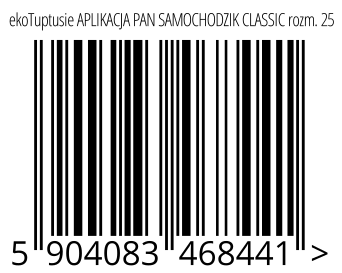 ekoTuptusie APLIKACJA PAN SAMOCHODZIK CLASSIC rozm. 25
5 904083 468441 >